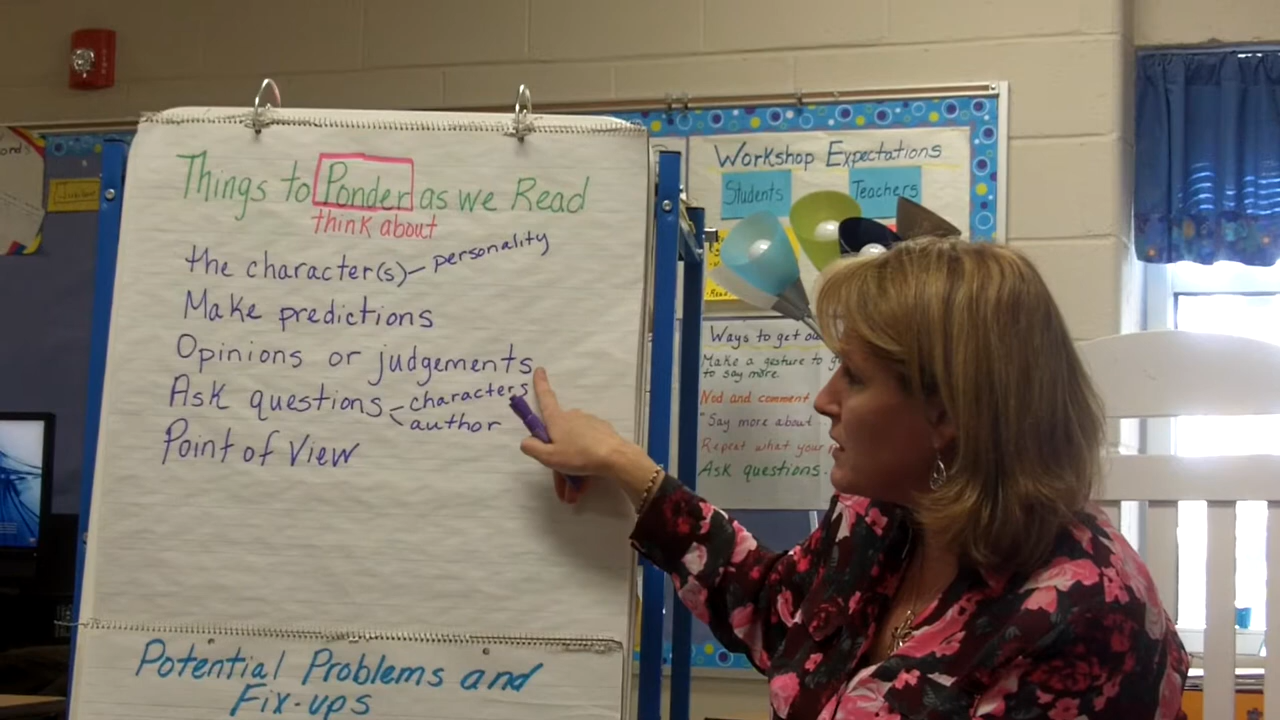 Things to Ponder as we Read
think about
the character(s) - personality
Make predictions
Opinions or judgements
Ask questions < characters
author
Point of View
Potential Problems and
Fix-ups
Workshop Expectations
Students Teachers
Ways to get
Make a gesture to
to say more.
Nod and comment
"Say more about
Repeat what your
Ask questions.